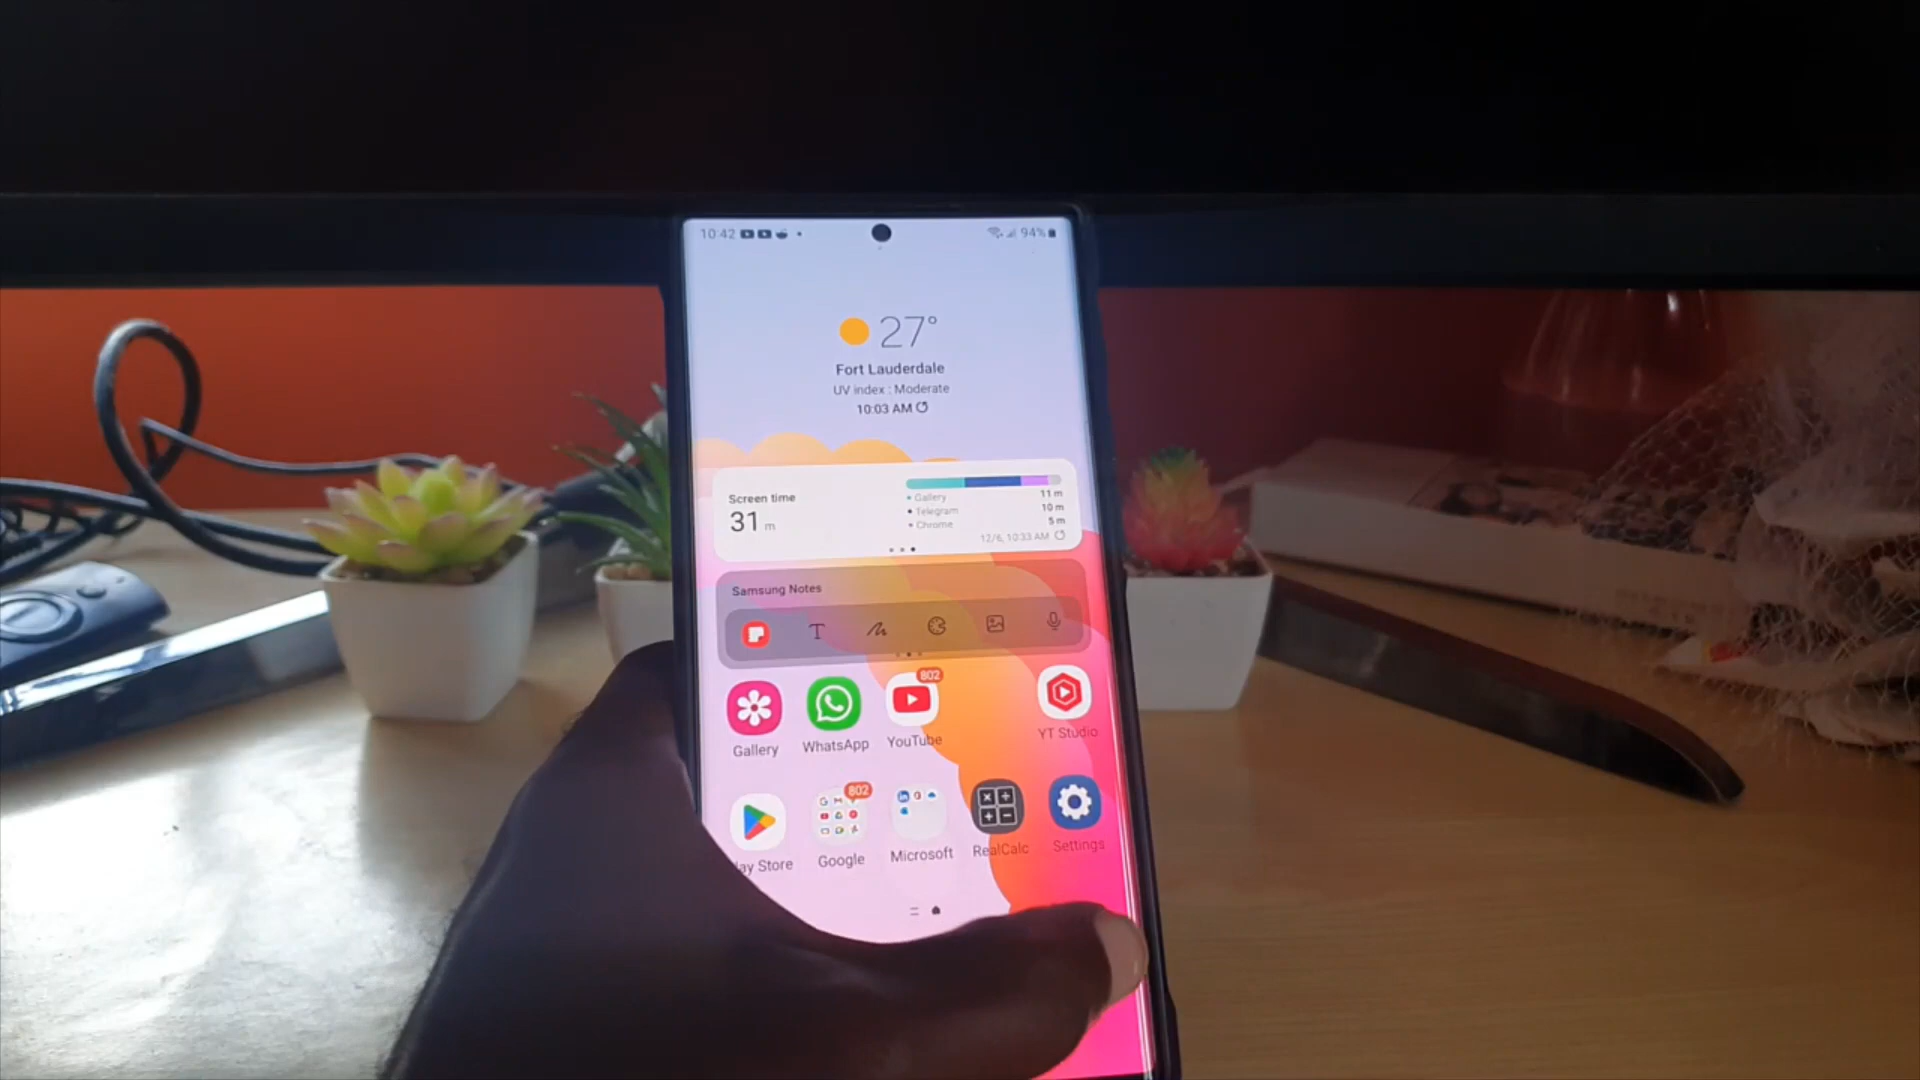 10:42 94%
27°
Fort Lauderdale
UV index : Moderate
10:03 AM
Screen time
31 m
Gallery 11 m
Telegram 10 m
Chrome 5 m
12/6, 10:33 AM
Samsung Notes
T
802
Gallery WhatsApp YouTube YT Studio
802
ay Store Google Microsoft RealCalc Settings